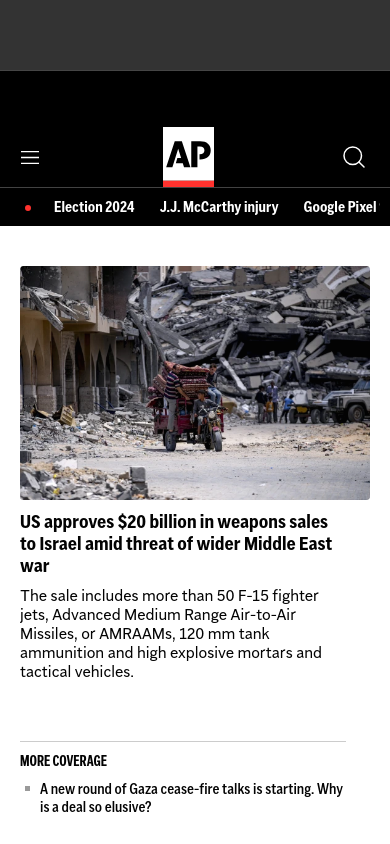 AP
Election 2024 J.J. McCarthy injury Google Pixel
US approves $20 billion in weapons sales
to Israel amid threat of wider Middle East
war
The sale includes more than 50 F-15 fighter
jets, Advanced Medium Range Air-to-Air
Missiles, or AMRAAMs, 120 mm tank
ammunition and high explosive mortars and
tactical vehicles.
MORE COVERAGE
A new round of Gaza cease-fire talks is starting. Why
is a deal so elusive?